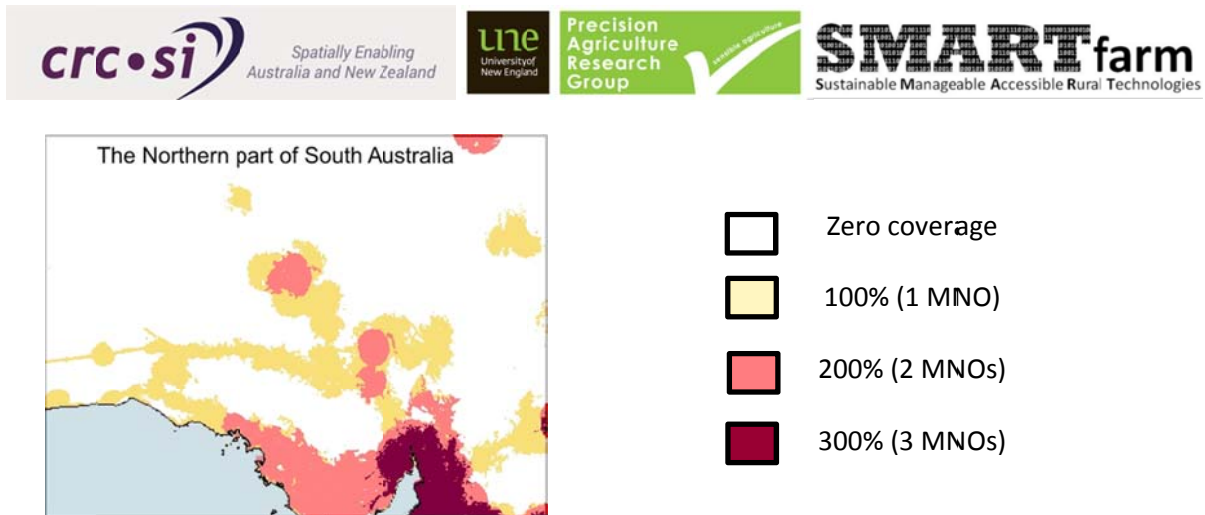 crc•si
Spatially Enabling
Australia and New Zealand
une
University of
New England
Precision
Agriculture
Research
Group
sensible agriculture
SMARTfarm
Sustainable Manageable Accessible Rural Technologies
The Northern part of South Australia
Zero coverage
100% (1 MNO)
200% (2 MNOs)
300% (3 MNOs)